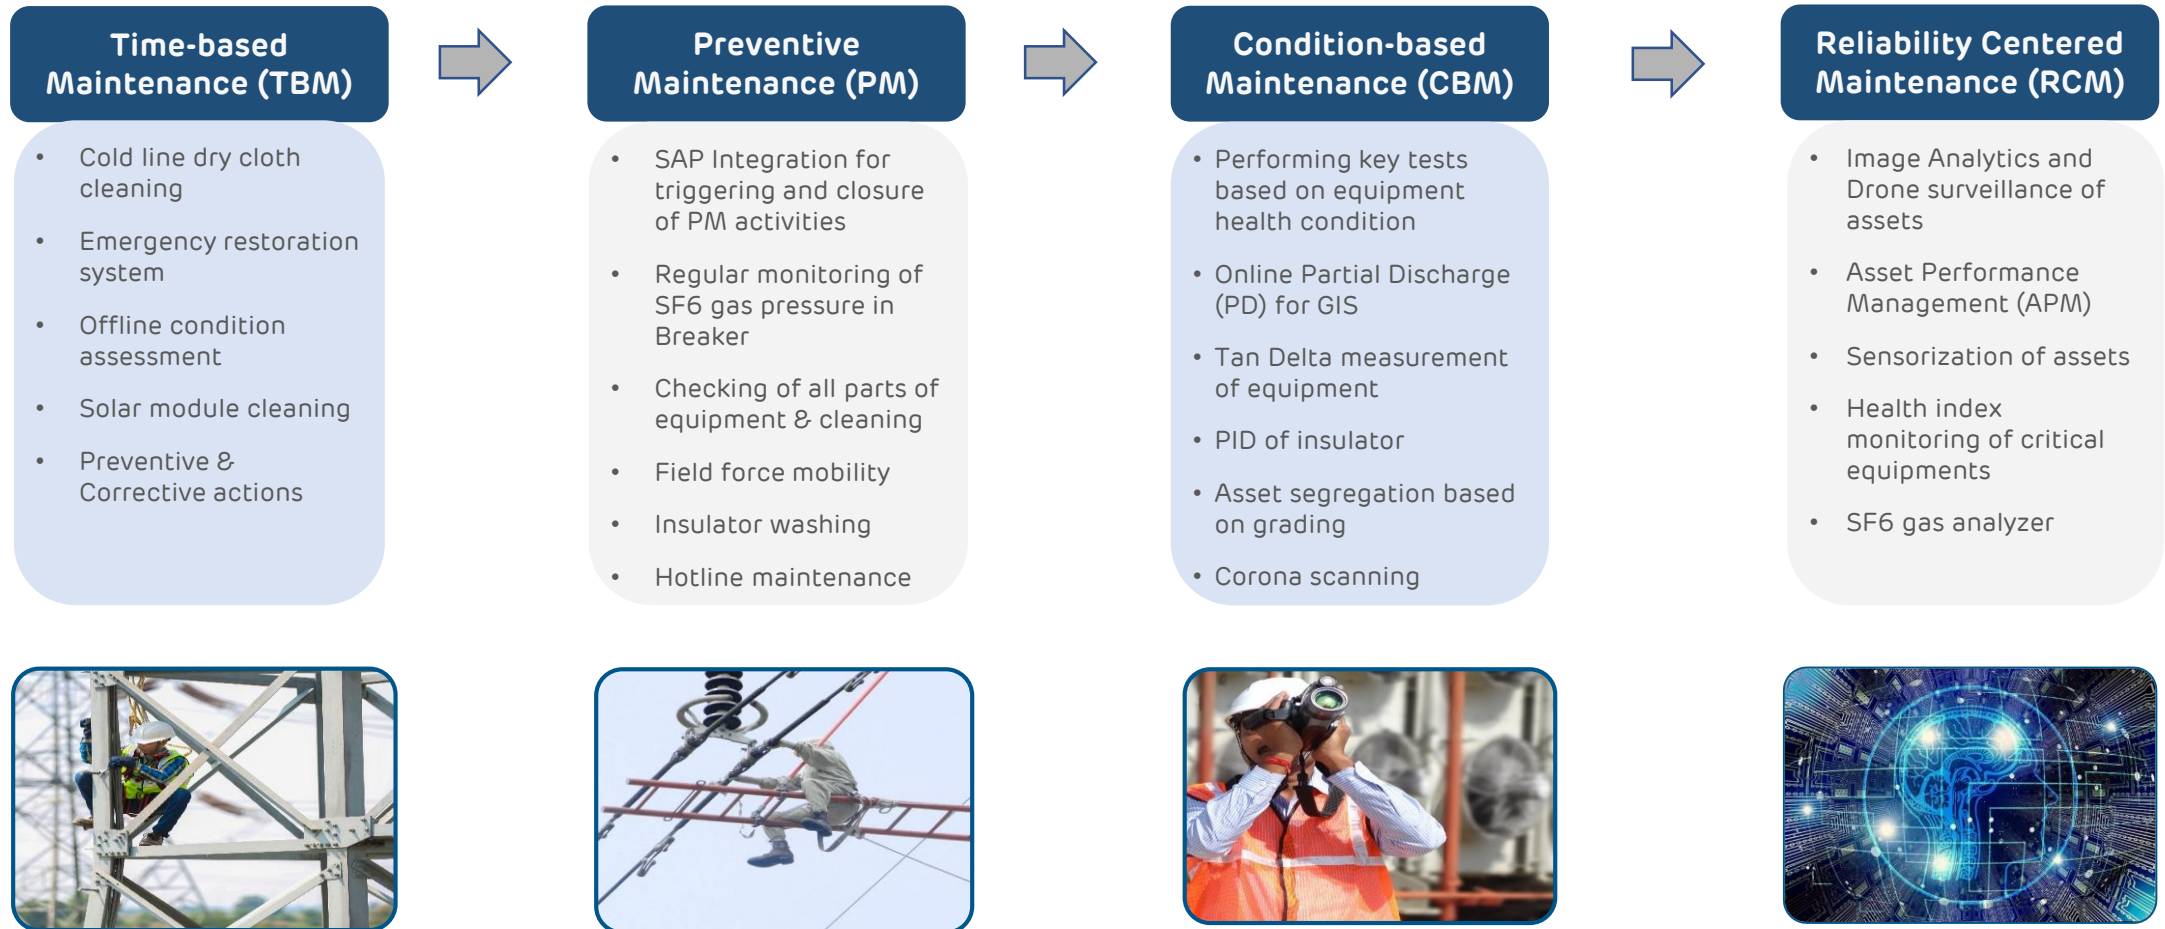 Time-based
Maintenance (TBM)
• Cold line dry cloth
cleaning
• Emergency restoration
system
• Offline condition
assessment
• Solar module cleaning
• Preventive &
Corrective actions
Preventive
Maintenance (PM)
• SAP Integration for
triggering and closure
of PM activities
• Regular monitoring of
SF6 gas pressure in
Breaker
• Checking of all parts of
equipment & cleaning
• Field force mobility
• Insulator washing
• Hotline maintenance
Condition-based
Maintenance (CBM)
• Performing key tests
based on equipment
health condition
• Online Partial Discharge
(PD) for GIS
• Tan Delta measurement
of equipment
• PID of insulator
• Asset segregation based
on grading
• Corona scanning
Reliability Centered
Maintenance (RCM)
• Image Analytics and
Drone surveillance of
assets
• Asset Performance
Management (APM)
• Sensorization of assets
• Health index
monitoring of critical
equipments
• SF6 gas analyzer